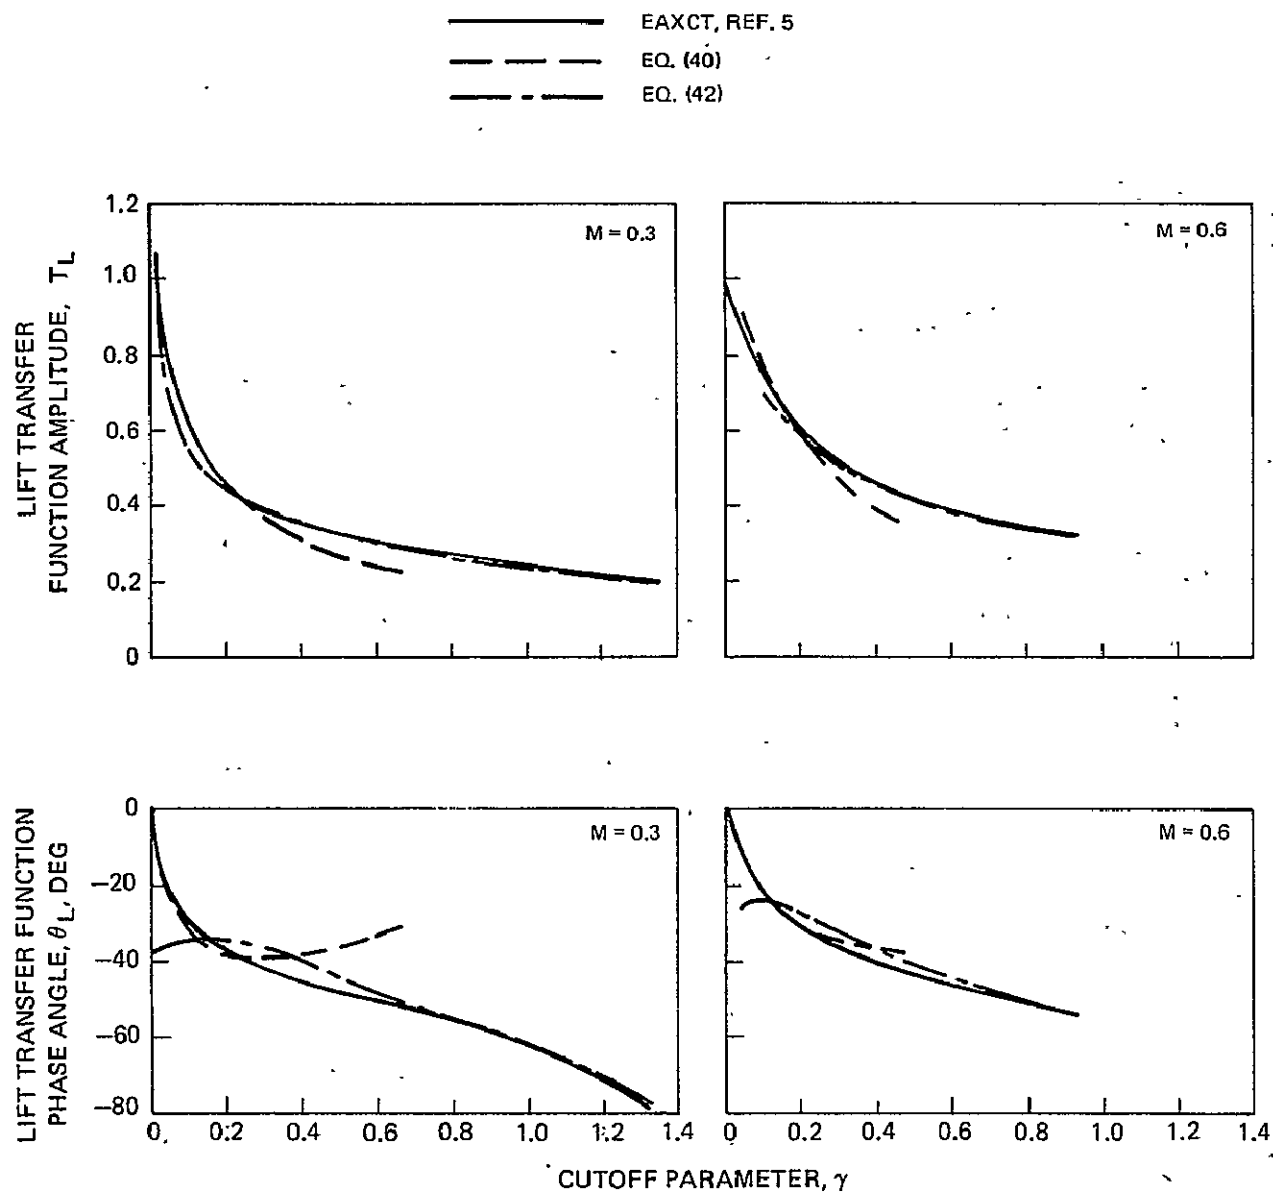 EAXCT, REF. 5
EQ. (40)
EQ. (42)
LIFT TRANSFER
FUNCTION AMPLITUDE, T_L
1.2
1.0
0.8
0.6
0.4
0.2
0
M = 0.3
M = 0.6
LIFT TRANSFER FUNCTION
PHASE ANGLE, θ_L, DEG
0
−20
−40
−60
−80
M = 0.3
M = 0.6
0 0.2 0.4 0.6 0.8 1.0 1.2 1.4
0 0.2 0.4 0.6 0.8 1.0 1.2 1.4
CUTOFF PARAMETER, γ